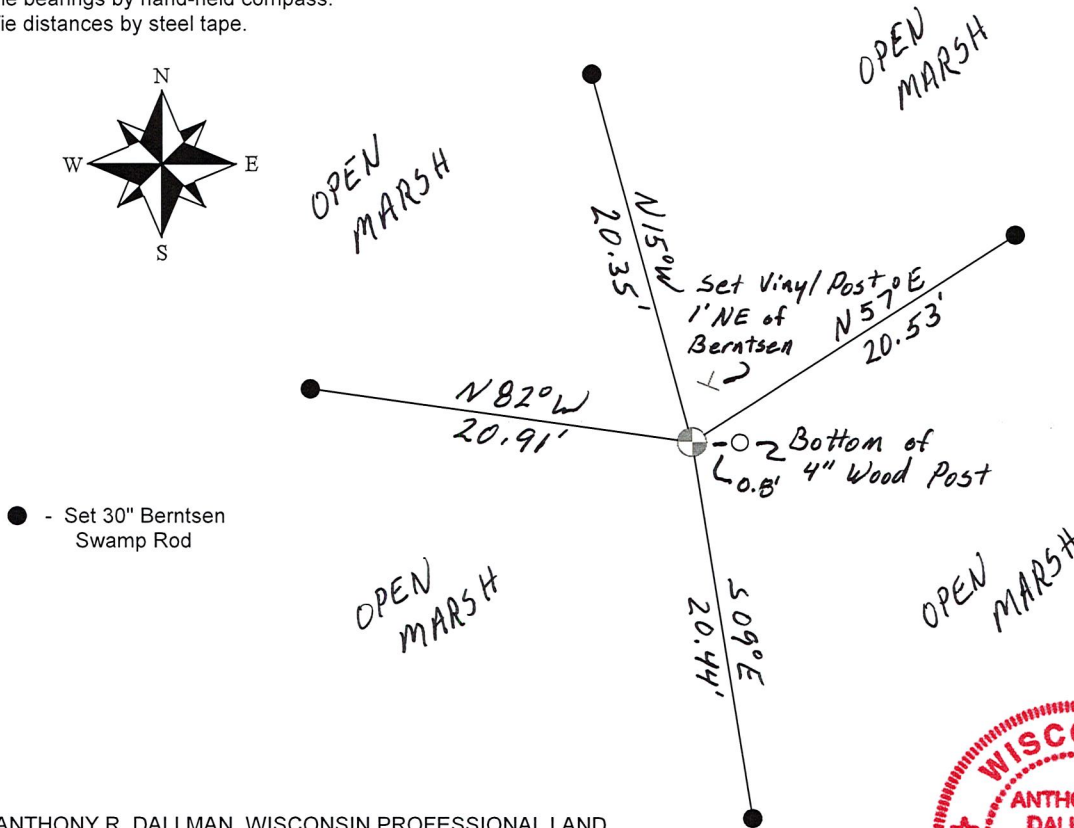 ie bearings by hand-held compass.
ie distances by steel tape.
N
W E
S
OPEN
MARSH
OPEN
MARSH
N15°W
20.35'
Set Vinyl Post
1' NE of
Berntsen
N57°E
20.53'
N82°W
20.91'
Bottom of
4" Wood Post
0.8'
- Set 30" Berntsen
Swamp Rod
OPEN
MARSH
OPEN
MARSH
S09°E
20.44'
WISCO
ANTHO
DAL
ANTHONY R. DALLMAN, WISCONSIN PROFESSIONAL LAND